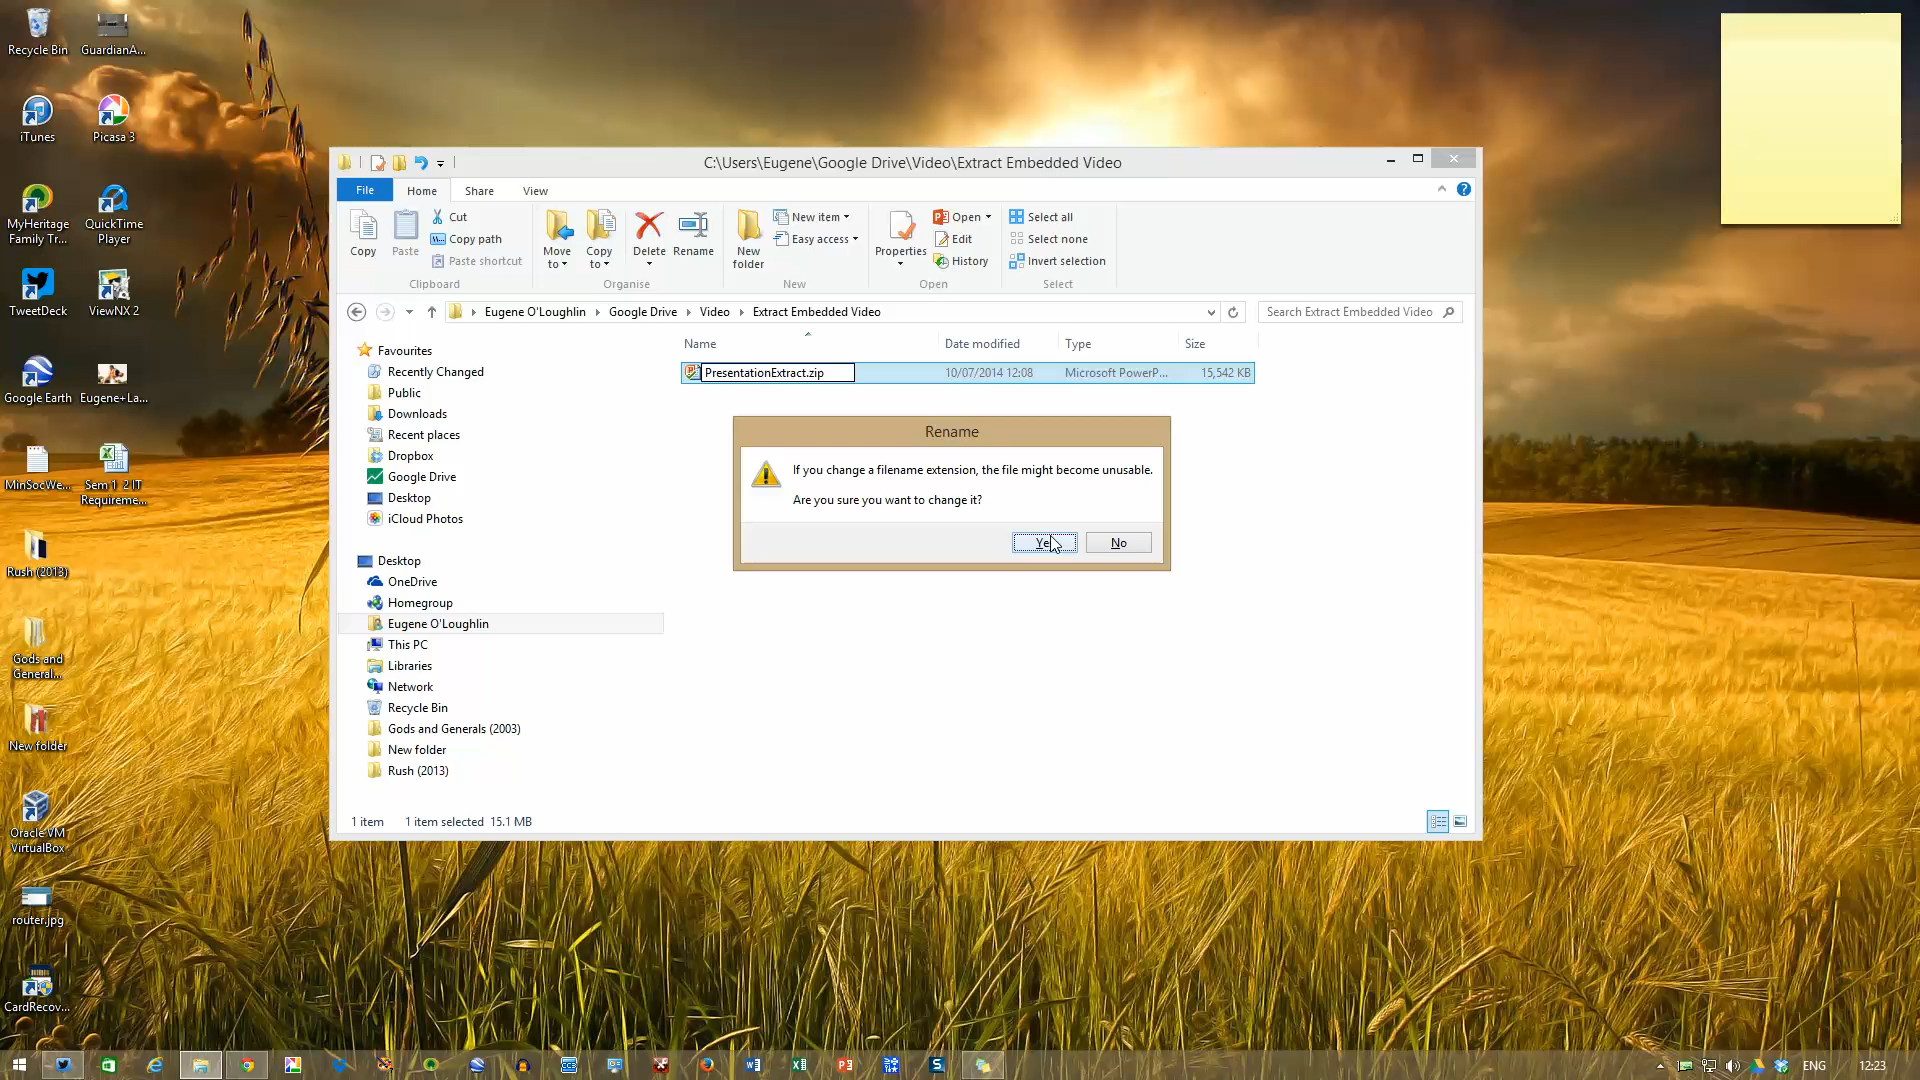 Recycle Bin
GuardianA...
iTunes
Picasa 3
MyHeritage
Family Tr...
QuickTime
Player
TweetDeck
ViewNX 2
Google Earth
Eugene+La...
MinSocWe...
Sem 1 2 IT
Requireme...
Rush (2013)
Gods and
General...
New folder
Oracle VM
VirtualBox
router.jpg
CardRecov...
C:\Users\Eugene\Google Drive\Video\Extract Embedded Video
File
Home
Share
View
Copy
Paste
Cut
Copy path
Paste shortcut
Clipboard
Move
to
Copy
to
Delete
Rename
Organise
New
folder
New item
Easy access
New
Properties
Open
Edit
History
Open
Select all
Select none
Invert selection
Select
Eugene O'Loughlin
Google Drive
Video
Extract Embedded Video
Search Extract Embedded Video
Favourites
Recently Changed
Public
Downloads
Recent places
Dropbox
Google Drive
Desktop
iCloud Photos
Desktop
OneDrive
Homegroup
Eugene O'Loughlin
This PC
Libraries
Network
Recycle Bin
Gods and Generals (2003)
New folder
Rush (2013)
Name
Date modified
Type
Size
PresentationExtract.zip
10/07/2014 12:08
Microsoft PowerP...
15,542 KB
Rename
If you change a filename extension, the file might become unusable.
Are you sure you want to change it?
No
1 item
1 item selected 15.1 MB
ENG
12:23